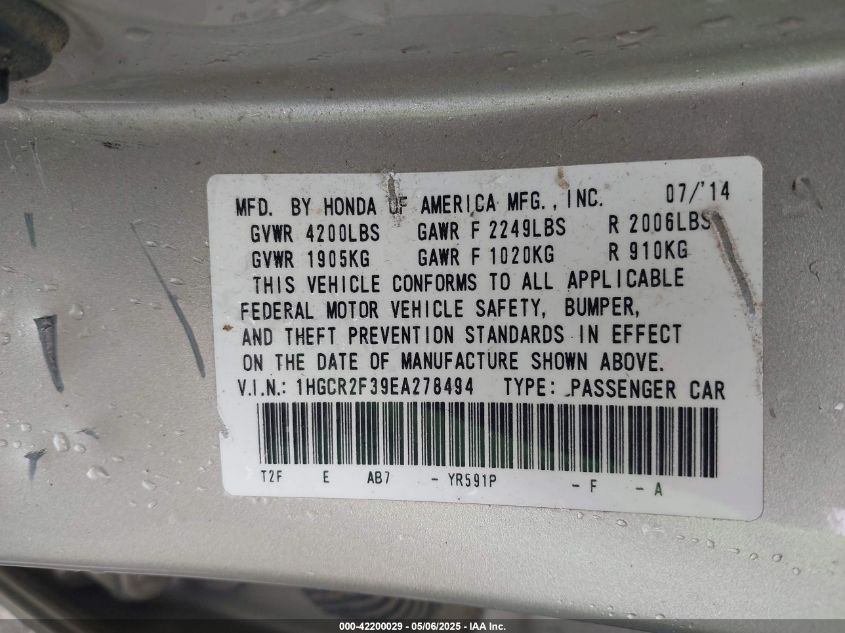 MFD. BY HONDA OF AMERICA MFG., INC. 07/'14
GVWR 4200LBS GAWR F 2249LBS R 2006LBS
GVWR 1905KG GAWR F 1020KG R 910KG
THIS VEHICLE CONFORMS TO ALL APPLICABLE
FEDERAL MOTOR VEHICLE SAFETY, BUMPER,
AND THEFT PREVENTION STANDARDS IN EFFECT
ON THE DATE OF MANUFACTURE SHOWN ABOVE.
V.I.N.: 1HGCR2F39EA278494 TYPE: PASSENGER CAR
T2F E AB7 - YR591P - F - A
000-42200029 - 05/06/2025 - IAA Inc.